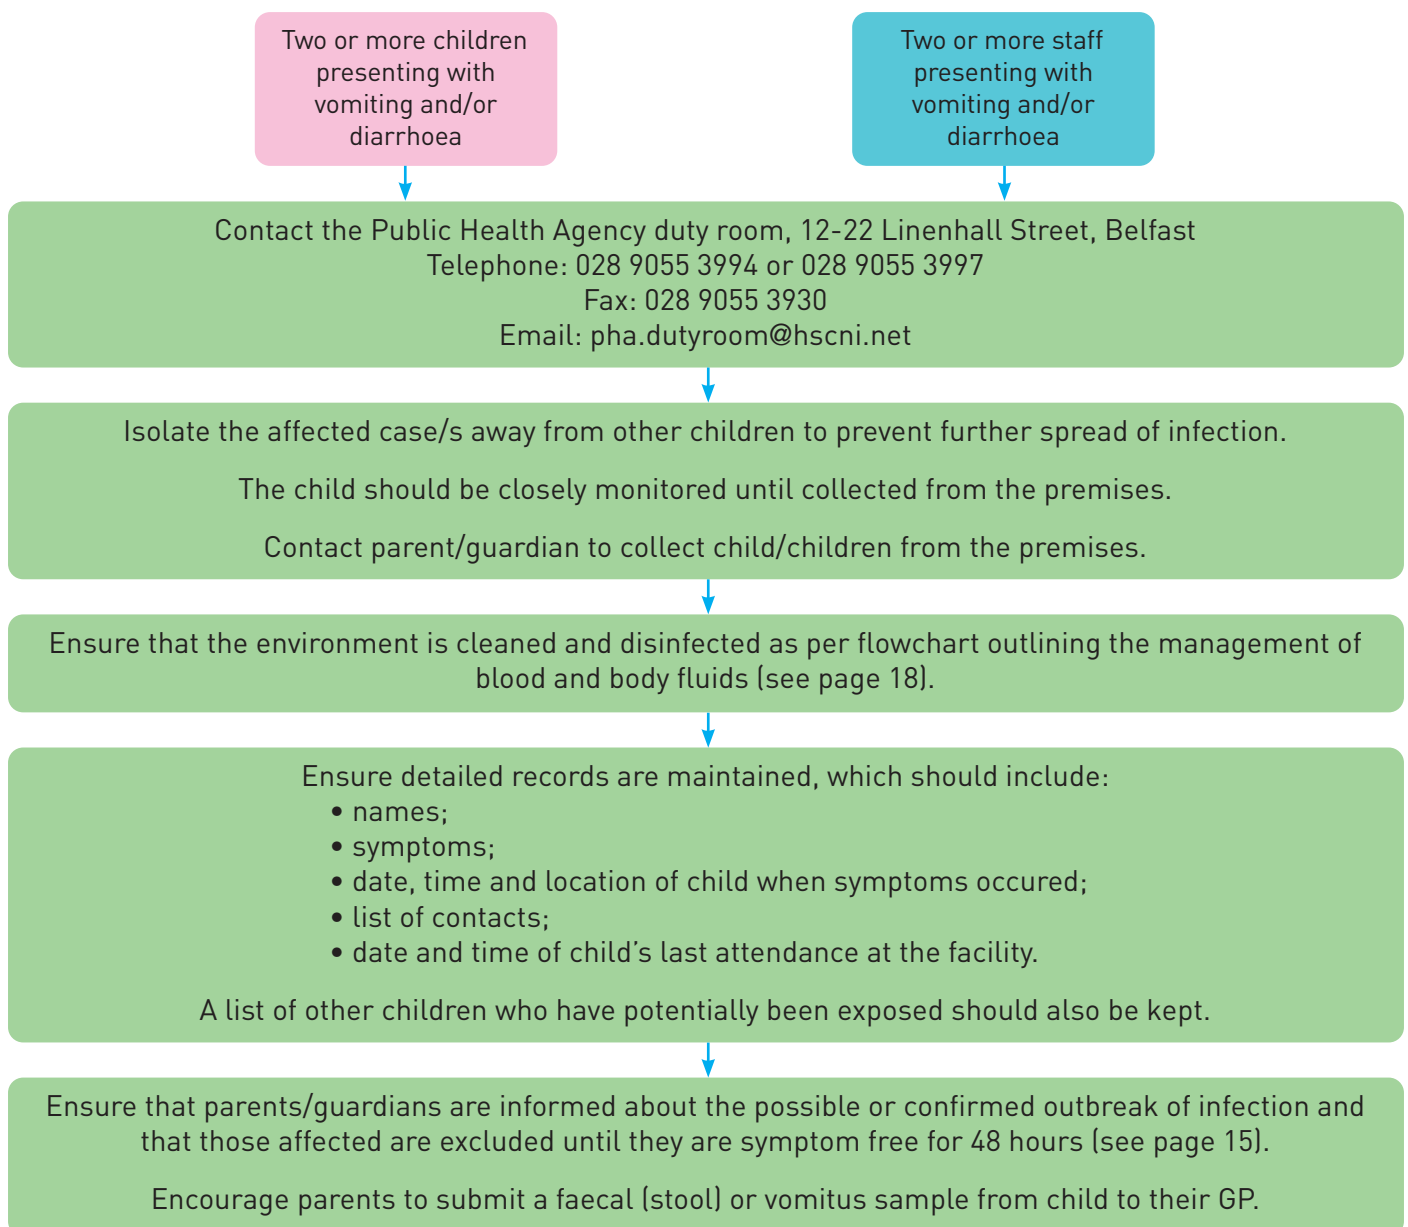 Two or more children
presenting with
vomiting and/or
diarrhoea
Two or more staff
presenting with
vomiting and/or
diarrhoea
Contact the Public Health Agency duty room, 12-22 Linenhall Street, Belfast
Telephone: 028 9055 3994 or 028 9055 3997
Fax: 028 9055 3930
Email: pha.dutyroom@hscni.net
Isolate the affected case/s away from other children to prevent further spread of infection.
The child should be closely monitored until collected from the premises.
Contact parent/guardian to collect child/children from the premises.
Ensure that the environment is cleaned and disinfected as per flowchart outlining the management of
blood and body fluids (see page 18).
Ensure detailed records are maintained, which should include:
• names;
• symptoms;
• date, time and location of child when symptoms occured;
• list of contacts;
• date and time of child’s last attendance at the facility.
A list of other children who have potentially been exposed should also be kept.
Ensure that parents/guardians are informed about the possible or confirmed outbreak of infection and
that those affected are excluded until they are symptom free for 48 hours (see page 15).
Encourage parents to submit a faecal (stool) or vomitus sample from child to their GP.